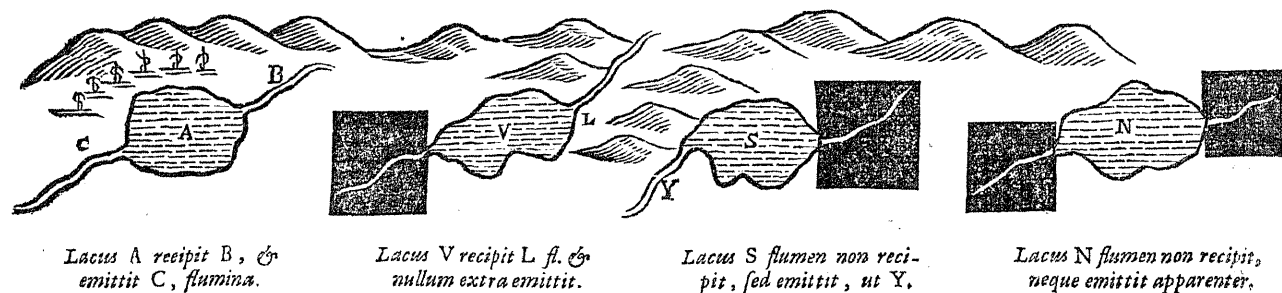 B
C
A
V
L
S
Y
N
Lacus A recipit B, &
emittit C, flumina.
Lacus V recipit L fl. &
nullum extra emittit.
Lacus S flumen non reci-
pit, ſed emittit, ut Y.
Lacus N flumen non recipit,
neque emittit apparenter.